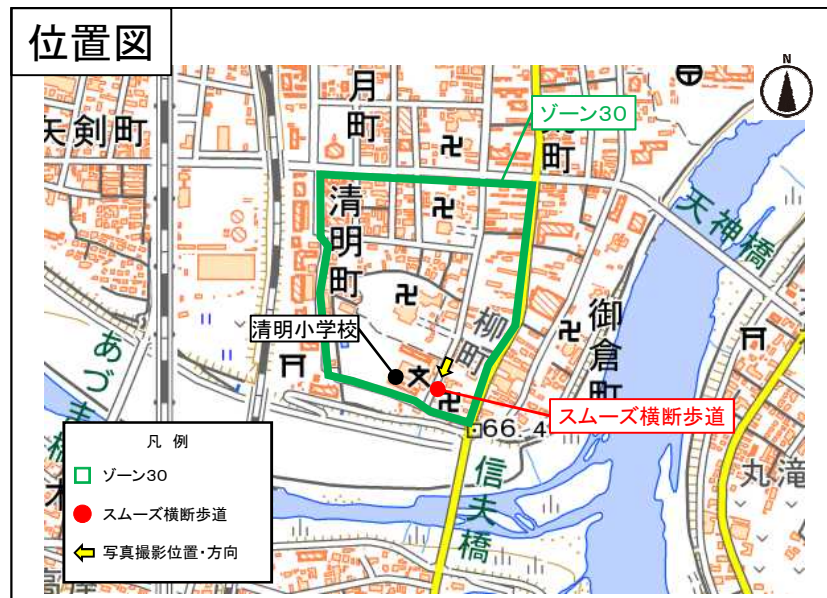 位置図
N
月町
矢剣町
ゾーン30
町
清明町
天神橋
柳町
御倉町
清明小学校
スムーズ横断歩道
66.4
信夫橋
あづま
丸滝
凡 例
ゾーン30
スムーズ横断歩道
写真撮影位置・方向